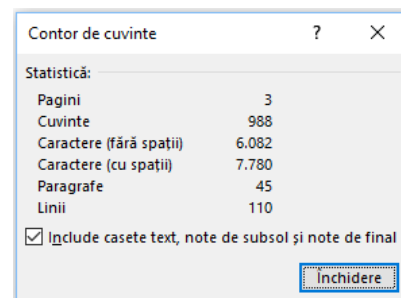 Contor de cuvinte ? ×
Statistică:
Pagini 3
Cuvinte 988
Caractere (fără spații) 6.082
Caractere (cu spații) 7.780
Paragrafe 45
Linii 110
Include casete text, note de subsol și note de final
Închidere